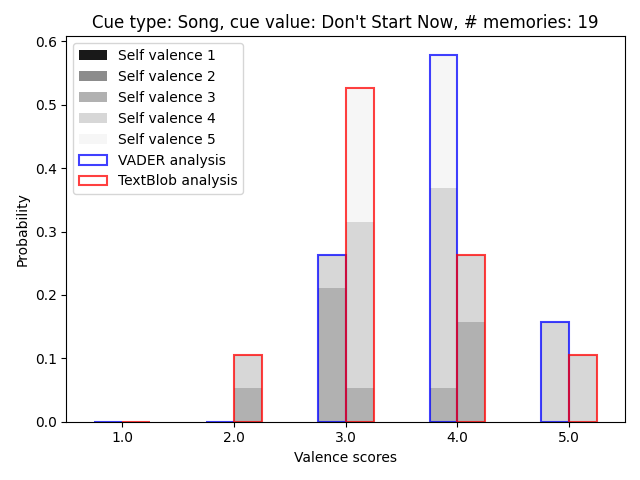 Cue type: Song, cue value: Don't Start Now, # memories: 19
Self valence 1
Self valence 2
Self valence 3
Self valence 4
Self valence 5
VADER analysis
TextBlob analysis
Probability
0.6
0.5
0.4
0.3
0.2
0.1
0.0
1.0 2.0 3.0 4.0 5.0
Valence scores